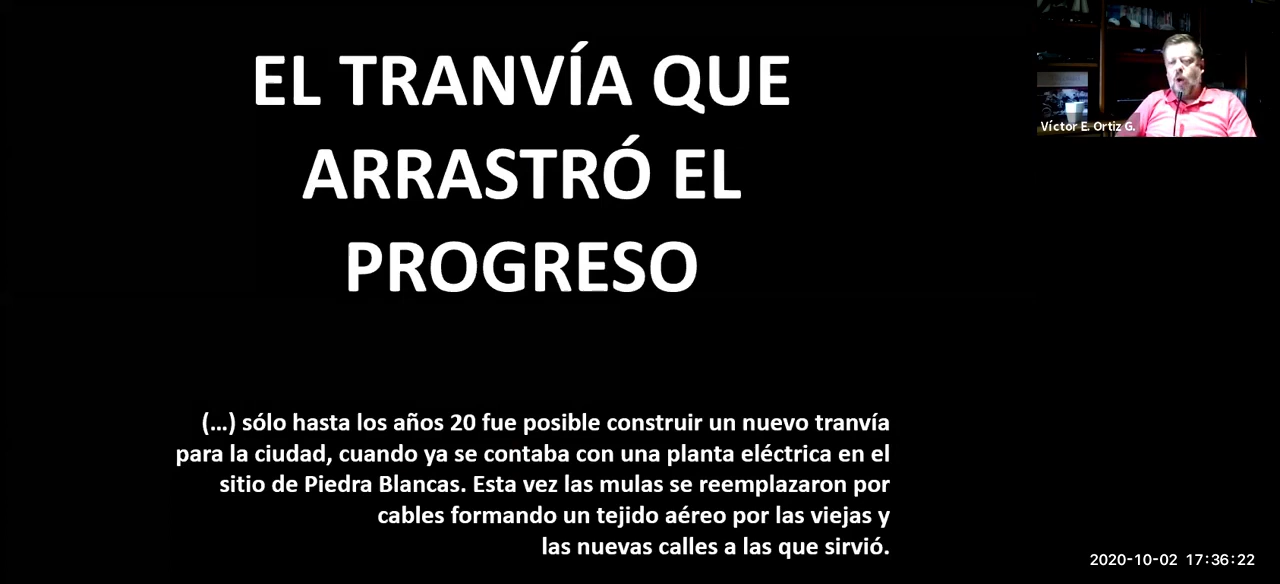 EL TRANVÍA QUE
ARRASTRÓ EL
PROGRESO
Víctor E. Ortiz G.
(...) sólo hasta los años 20 fue posible construir un nuevo tranvía
para la ciudad, cuando ya se contaba con una planta eléctrica en el
sitio de Piedra Blancas. Esta vez las mulas se reemplazaron por
cables formando un tejido aéreo por las viejas y
las nuevas calles a las que sirvió.
2020-10-02 17:36:22